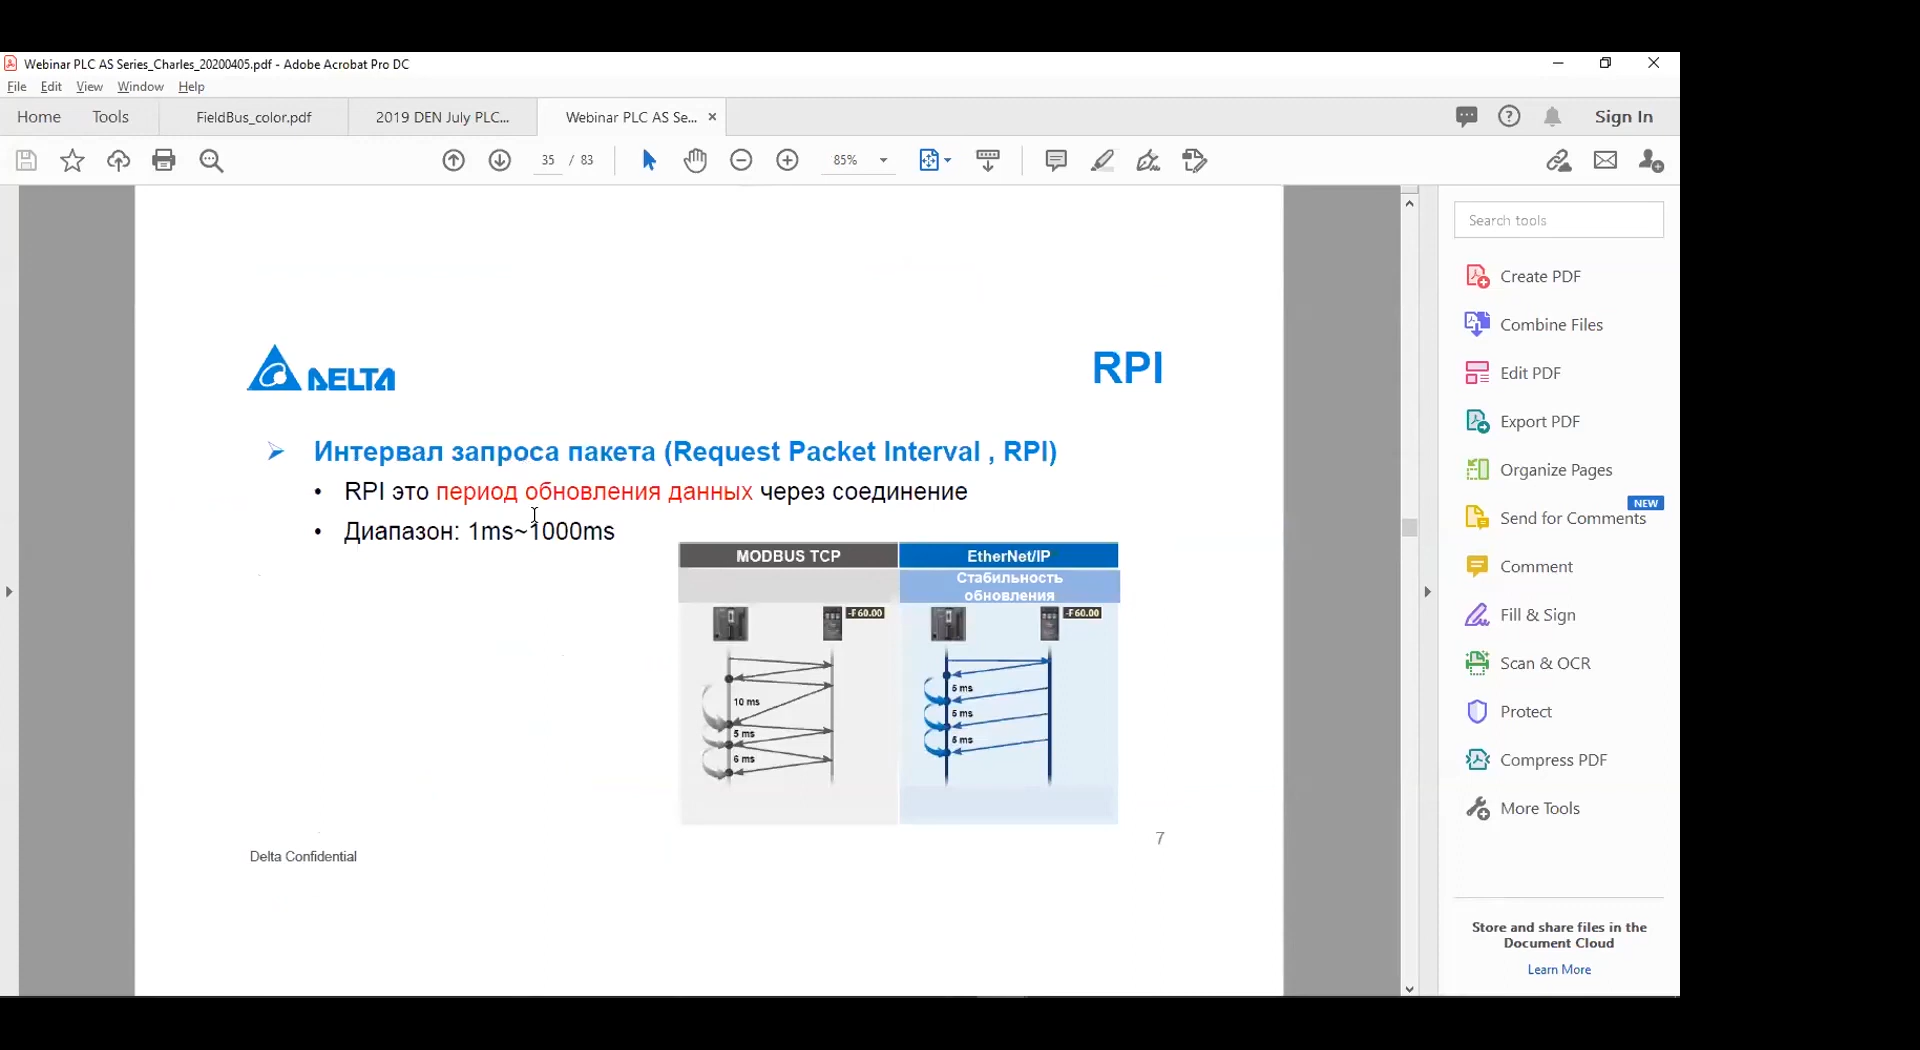 Webinar PLC AS Series_Charles_20200405.pdf - Adobe Acrobat Pro DC
File Edit View Window Help
Home Tools FieldBus_color.pdf 2019 DEN July PLC... Webinar PLC AS Se... × Sign In
35 / 83 85%
Search tools
Create PDF
Combine Files
Edit PDF
Export PDF
Organize Pages
NEW
Send for Comments
Comment
Fill & Sign
Scan & OCR
Protect
Compress PDF
More Tools
Store and share files in the
Document Cloud
Learn More
DELTA RPI
Интервал запроса пакета (Request Packet Interval , RPI)
• RPI это период обновления данных через соединение
• Диапазон: 1ms~1000ms
MODBUS TCP EtherNet/IP
Стабильность
обновления
-F60.00 -F60.00
10 ms
5 ms
6 ms
5 ms
5 ms
5 ms
7
Delta Confidential